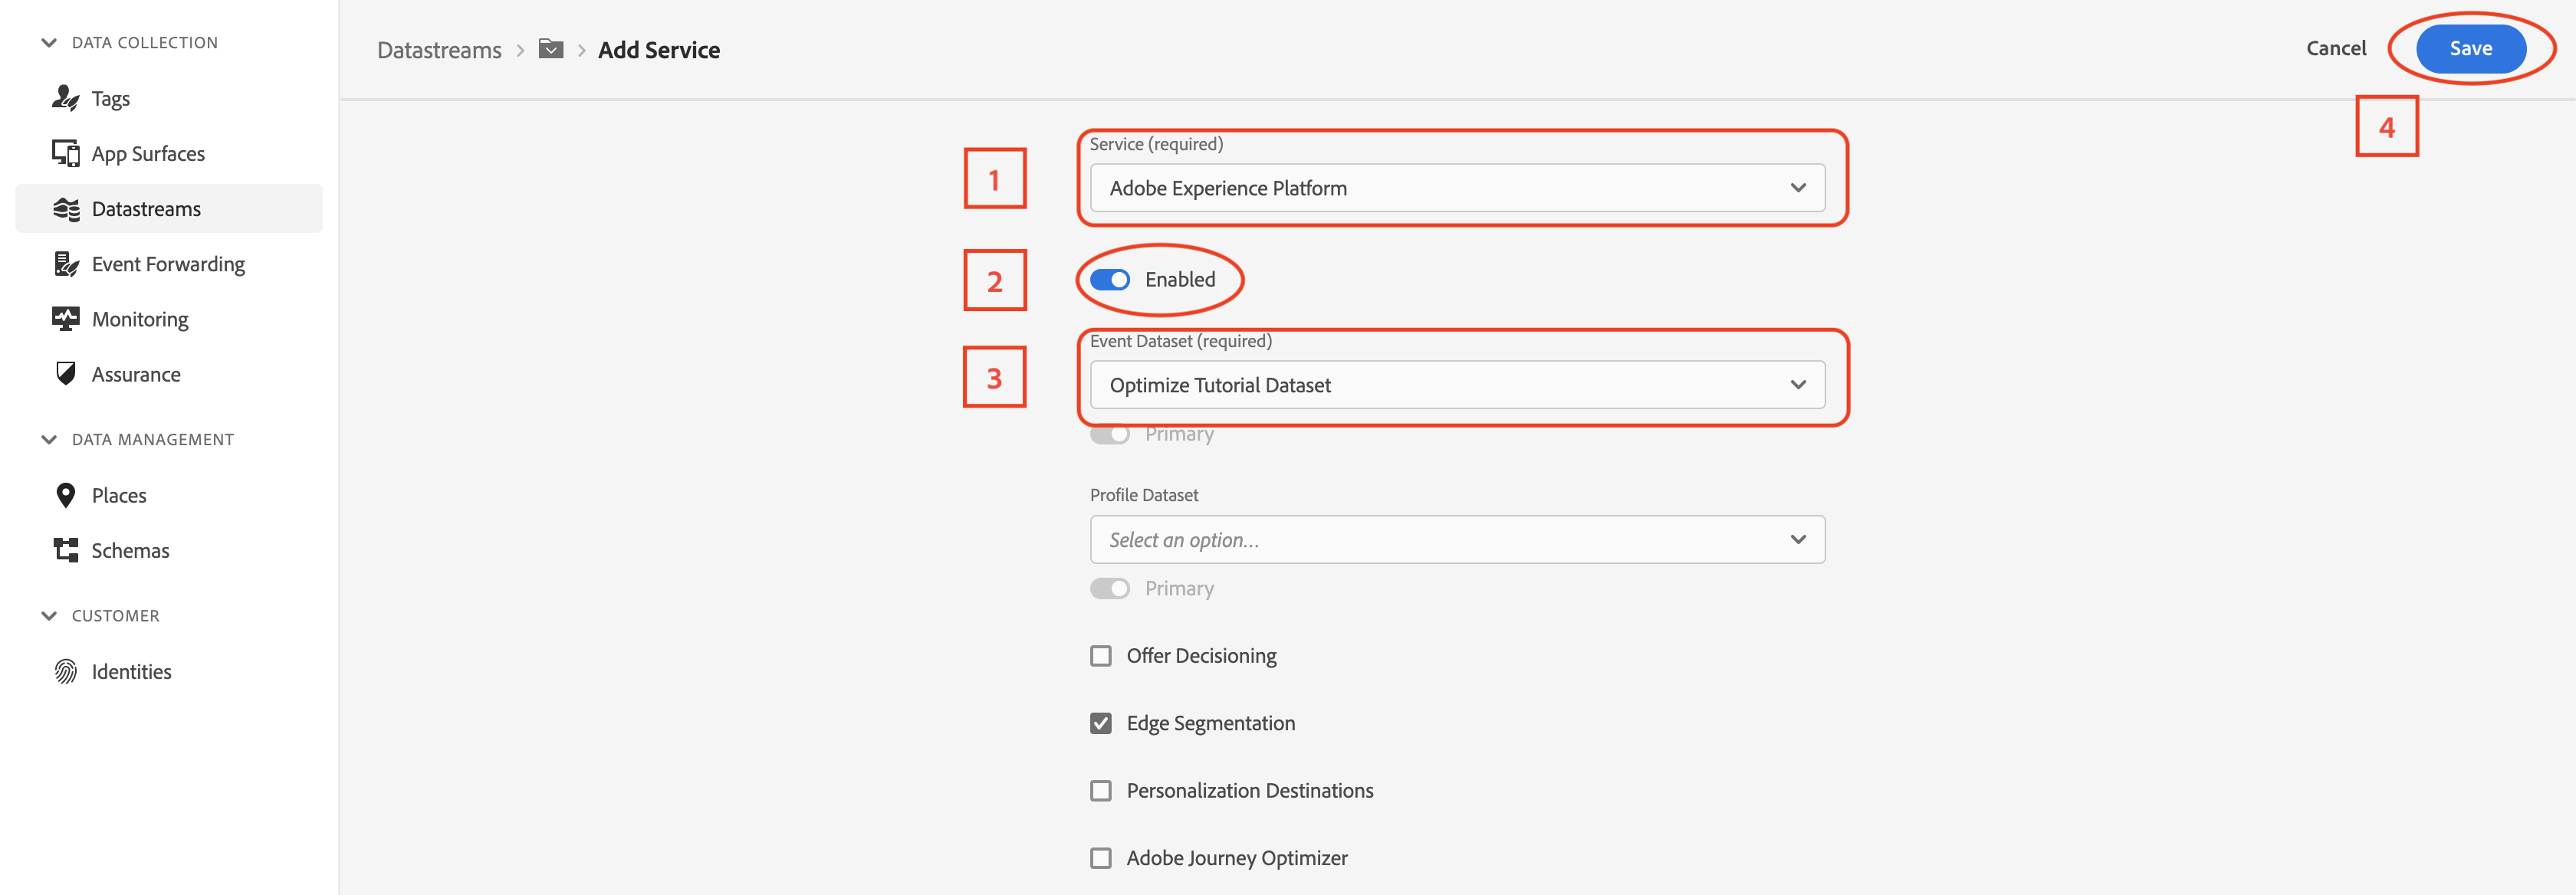 DATA COLLECTION
Tags
App Surfaces
Datastreams
Event Forwarding
Monitoring
Assurance
DATA MANAGEMENT
Places
Schemas
CUSTOMER
Identities
Datastreams > > Add Service
Cancel
Save
4
1
Service (required)
Adobe Experience Platform
2
Enabled
3
Event Dataset (required)
Optimize Tutorial Dataset
Primary
Profile Dataset
Select an option...
Primary
Offer Decisioning
Edge Segmentation
Personalization Destinations
Adobe Journey Optimizer